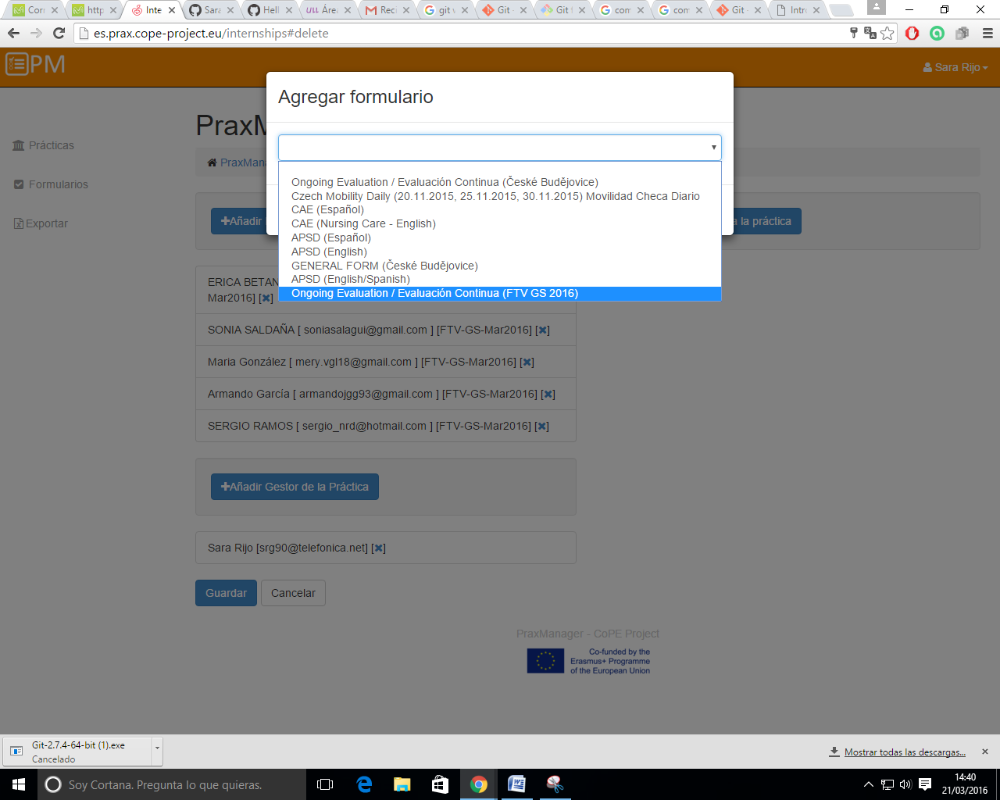 Corr
http
Inte
Sara
Hell
ULL Área
Reci
git v
Git -
Git f
com
com
Git -
Intro
es.prax.cope-project.eu/internships#delete
PM
Sara Rijo
Agregar formulario
PraxM
Prácticas
PraxMana
Formularios
Exportar
Ongoing Evaluation / Evaluación Continua (České Budějovice)
Czech Mobility Daily (20.11.2015, 25.11.2015, 30.11.2015) Movilidad Checa Diario
CAE (Español)
CAE (Nursing Care - English)
APSD (Español)
APSD (English)
GENERAL FORM (České Budějovice)
APSD (English/Spanish)
Ongoing Evaluation / Evaluación Continua (FTV GS 2016)
Añadir
a la práctica
ERICA BETAN
Mar2016] [✖]
SONIA SALDAÑA [ soniasalagui@gmail.com ] [FTV-GS-Mar2016] [✖]
Maria González [ mery.vgl18@gmail.com ] [FTV-GS-Mar2016] [✖]
Armando García [ armandojgg93@gmail.com ] [FTV-GS-Mar2016] [✖]
SERGIO RAMOS [ sergio_nrd@hotmail.com ] [FTV-GS-Mar2016] [✖]
+Añadir Gestor de la Práctica
Sara Rijo [srg90@telefonica.net] [✖]
Guardar Cancelar
PraxManager - CoPE Project
Co-funded by the
Erasmus+ Programme
of the European Union
Git-2.7.4-64-bit (1).exe
Cancelado
Mostrar todas las descargas...
Soy Cortana. Pregunta lo que quieras.
14:40
21/03/2016